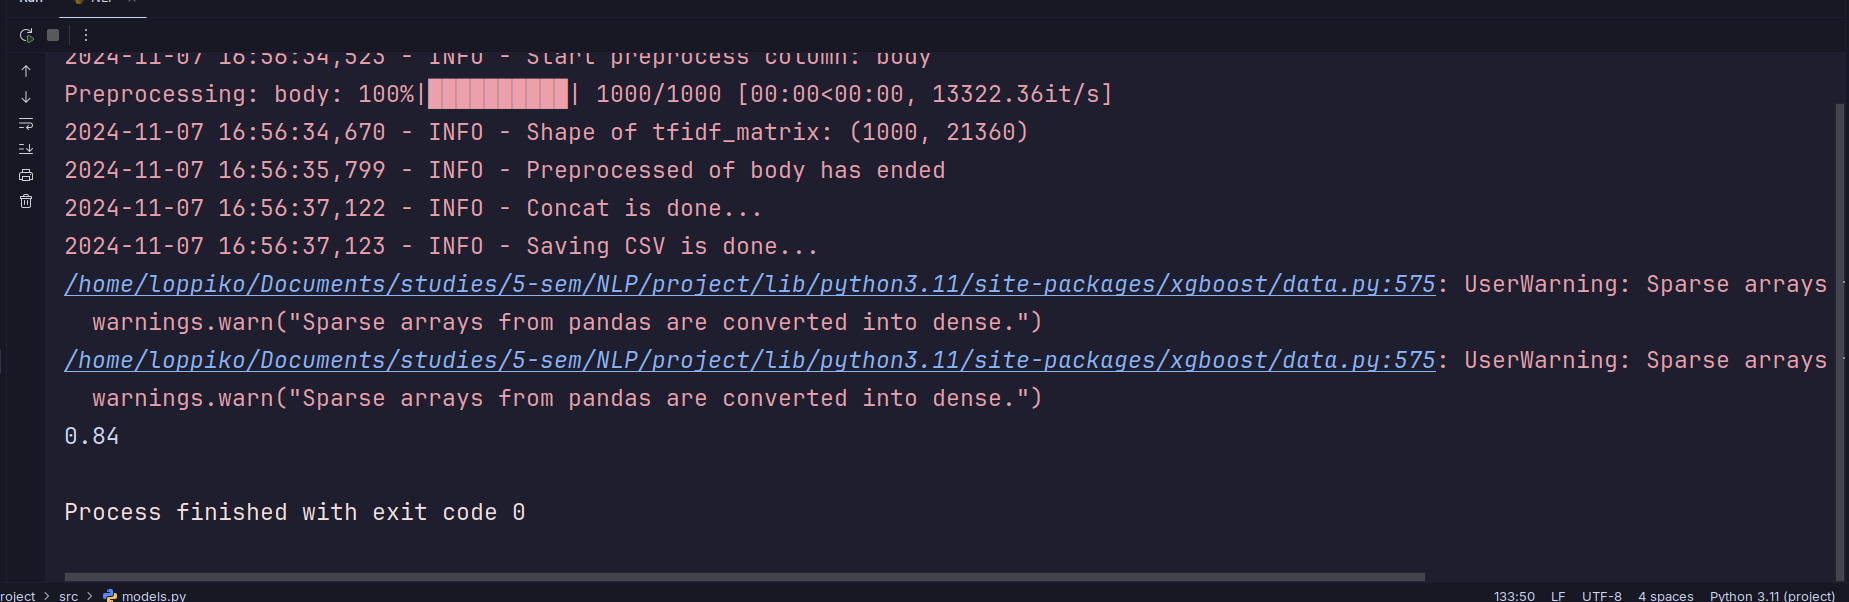 Run NLP
2024-11-07 16:56:34,523 - INFO - Start preprocess column: body
Preprocessing: body: 100%|██████████| 1000/1000 [00:00<00:00, 13322.36it/s]
2024-11-07 16:56:34,670 - INFO - Shape of tfidf_matrix: (1000, 21360)
2024-11-07 16:56:35,799 - INFO - Preprocessed of body has ended
2024-11-07 16:56:37,122 - INFO - Concat is done...
2024-11-07 16:56:37,123 - INFO - Saving CSV is done...
/home/loppiko/Documents/studies/5-sem/NLP/project/lib/python3.11/site-packages/xgboost/data.py:575: UserWarning: Sparse arrays
warnings.warn("Sparse arrays from pandas are converted into dense.")
/home/loppiko/Documents/studies/5-sem/NLP/project/lib/python3.11/site-packages/xgboost/data.py:575: UserWarning: Sparse arrays
warnings.warn("Sparse arrays from pandas are converted into dense.")
0.84
Process finished with exit code 0
roject > src > models.py 133:50 LF UTF-8 4 spaces Python 3.11 (project)